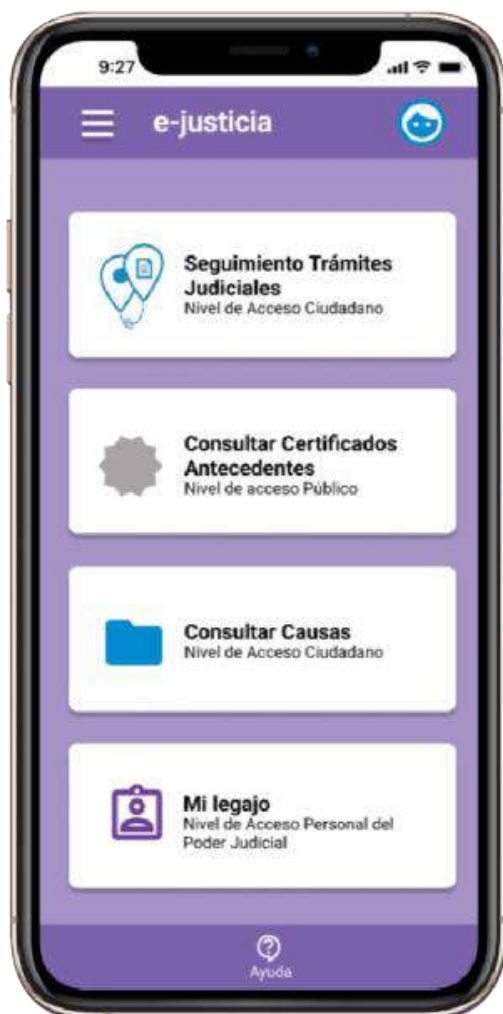 9:27
e-justicia
Seguimiento Trámites
Judiciales
Nivel de Acceso Ciudadano
Consultar Certificados
Antecedentes
Nivel de acceso Público
Consultar Causas
Nivel de Acceso Ciudadano
Mi legajo
Nivel de Acceso Personal del
Poder Judicial
Ayuda